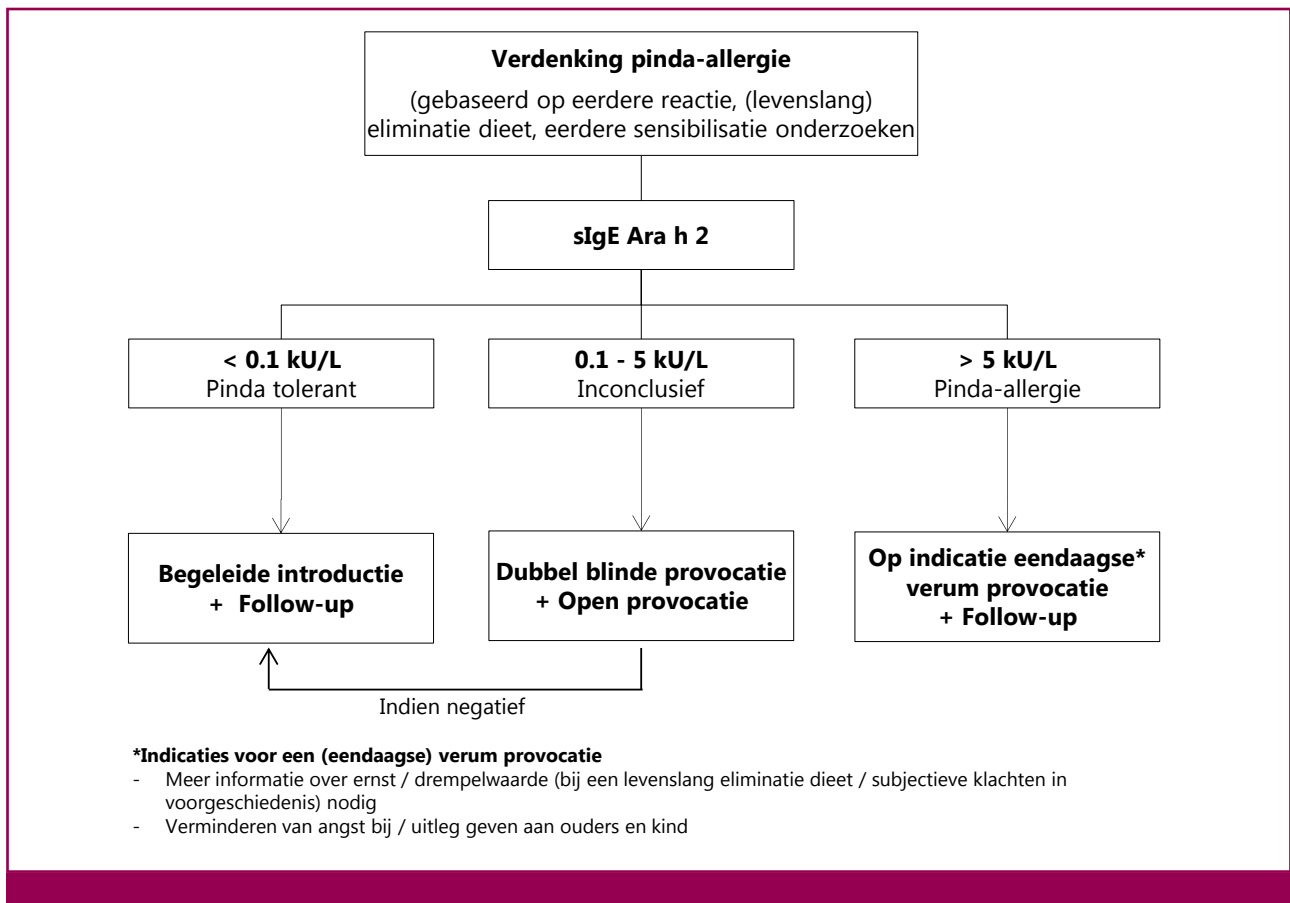 Verdenking pinda-allergie
(gebaseerd op eerdere reactie, (levenslang)
eliminatie dieet, eerdere sensibilisatie onderzoeken
sIgE Ara h 2
< 0.1 kU/L
Pinda tolerant
0.1 - 5 kU/L
Inconclusief
> 5 kU/L
Pinda-allergie
Begeleide introductie
+ Follow-up
Dubbel blinde provocatie
+ Open provocatie
Op indicatie eendaagse*
verum provocatie
+ Follow-up
Indien negatief
*Indicaties voor een (eendaagse) verum provocatie
- Meer informatie over ernst / drempelwaarde (bij een levenslang eliminatie dieet / subjectieve klachten in
voorgeschiedenis) nodig
- Verminderen van angst bij / uitleg geven aan ouders en kind